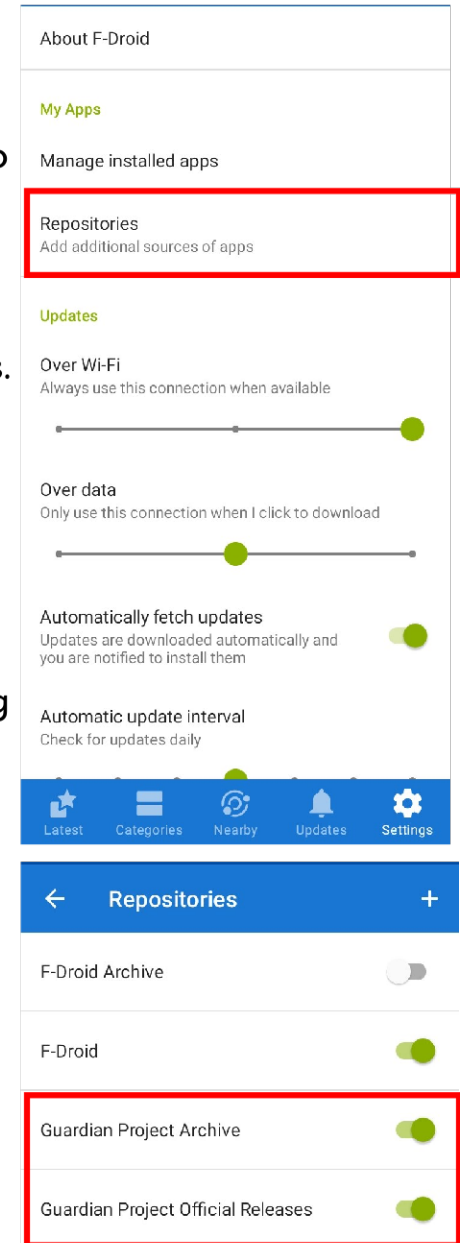 About F-Droid
My Apps
Manage installed apps
Repositories
Add additional sources of apps
Updates
Over Wi-Fi
Always use this connection when available
Over data
Only use this connection when I click to download
Automatically fetch updates
Updates are downloaded automatically and
you are notified to install them
Automatic update interval
Check for updates daily
Latest Categories Nearby Updates Settings
Repositories
F-Droid Archive
F-Droid
Guardian Project Archive
Guardian Project Official Releases